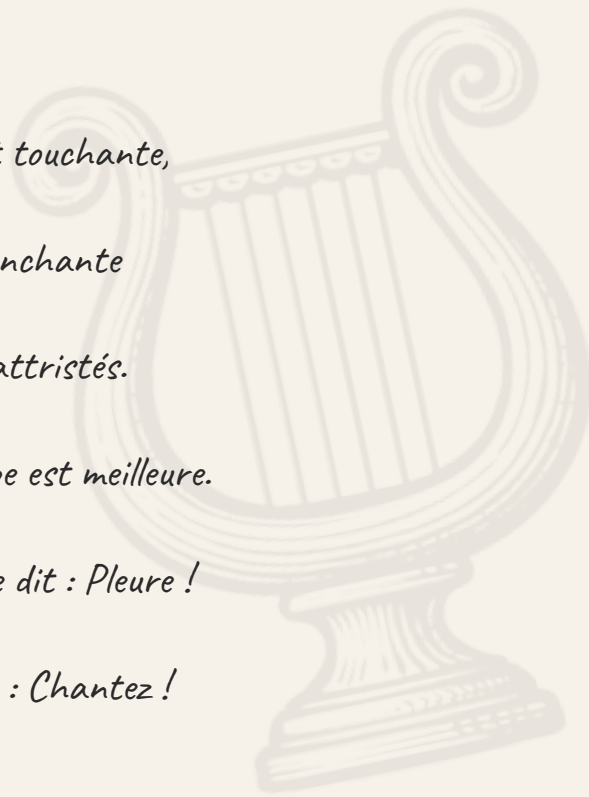 touchante,
nchante
attristés.
e est meilleure.
e dit : Pleure !
: Chantez !